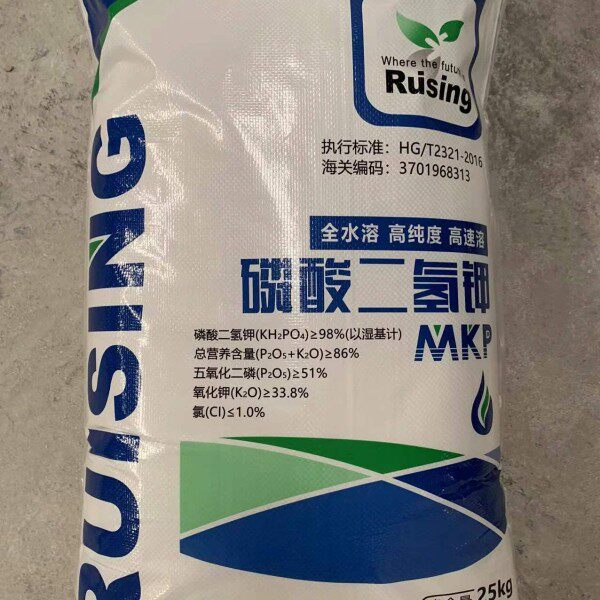 Where the futu
Rusing
执行标准：HG/T2321-2016
海关编码：3701968313
全水溶 高纯度 高速溶
磷酸二氢钾
MKP
磷酸二氢钾(KH₂PO₄)≥98%(以湿基计)
总营养含量(P₂O₅+K₂O)≥86%
五氧化二磷(P₂O₅)≥51%
氧化钾(K₂O)≥33.8%
氯(Cl)≤1.0%
RUISING
25kg